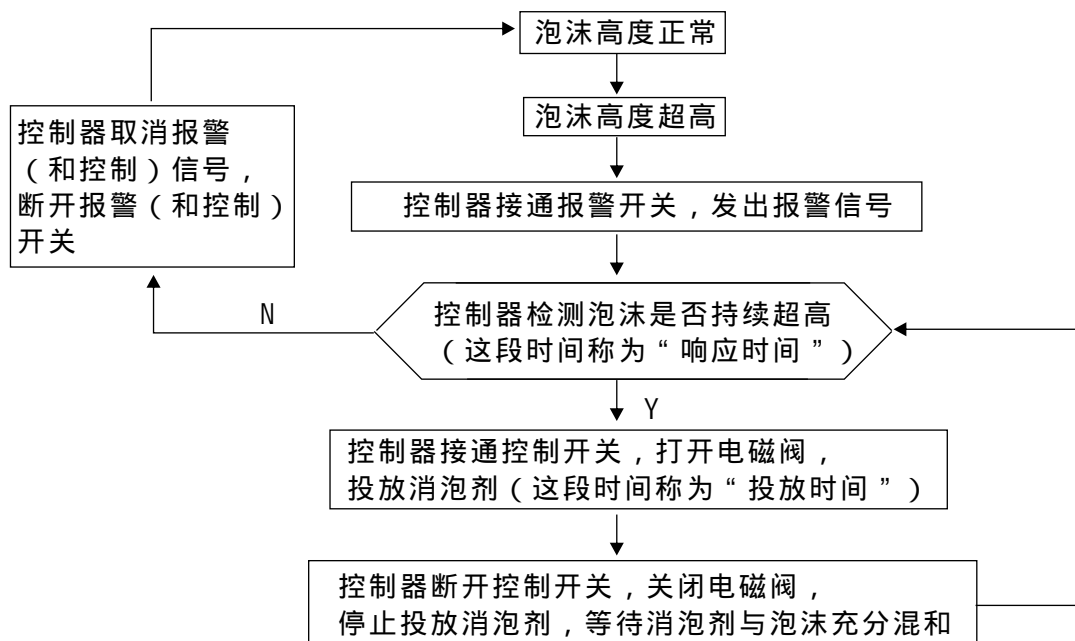 泡沫高度正常
泡沫高度超高
控制器取消报警
（和控制）信号，
断开报警（和控制）
开关
控制器接通报警开关，发出报警信号
N
控制器检测泡沫是否持续超高
（这段时间称为“响应时间”）
Y
控制器接通控制开关，打开电磁阀，
投放消泡剂（这段时间称为“投放时间”）
控制器断开控制开关，关闭电磁阀，
停止投放消泡剂，等待消泡剂与泡沫充分混和